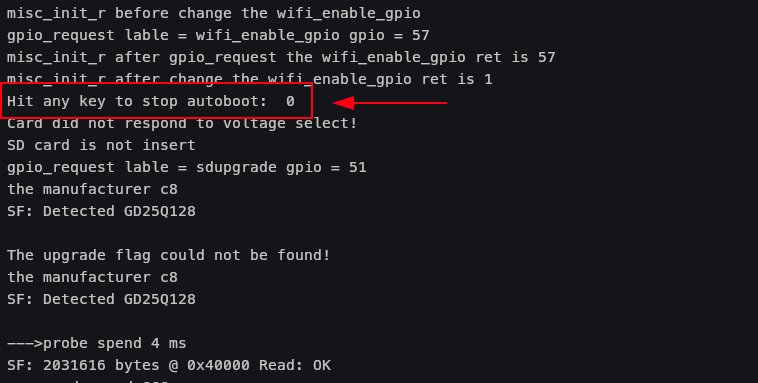 misc_init_r before change the wifi_enable_gpio
gpio_request lable = wifi_enable_gpio gpio = 57
misc_init_r after gpio_request the wifi_enable_gpio ret is 57
misc_init_r after change the wifi_enable_gpio ret is 1
Hit any key to stop autoboot:  0
Card did not respond to voltage select!
SD card is not insert
gpio_request lable = sdupgrade gpio = 51
the manufacturer c8
SF: Detected GD25Q128
The upgrade flag could not be found!
the manufacturer c8
SF: Detected GD25Q128
--->probe spend 4 ms
SF: 2031616 bytes @ 0x40000 Read: OK